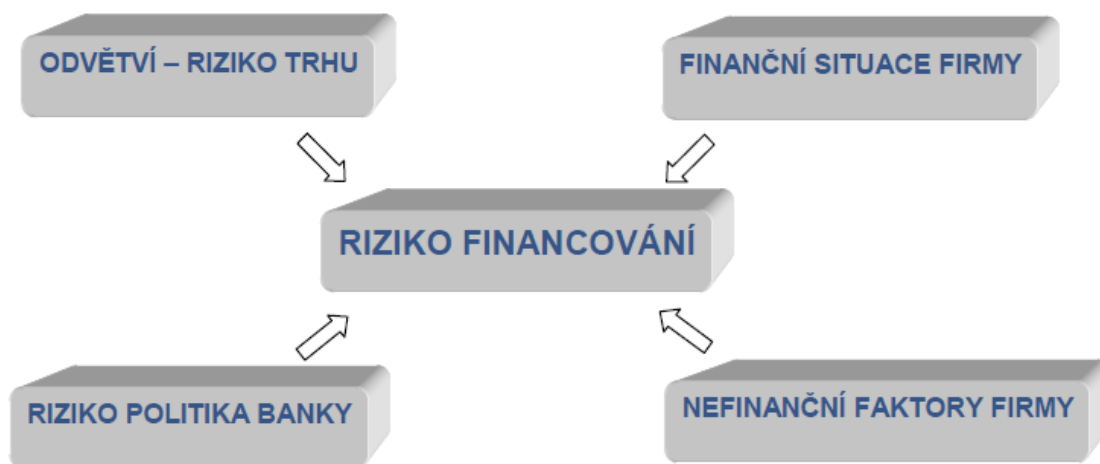 ODVĚTVÍ – RIZIKO TRHU
FINANČNÍ SITUACE FIRMY
RIZIKO FINANCOVÁNÍ
RIZIKO POLITIKA BANKY
NEFINANČNÍ FAKTORY FIRMY